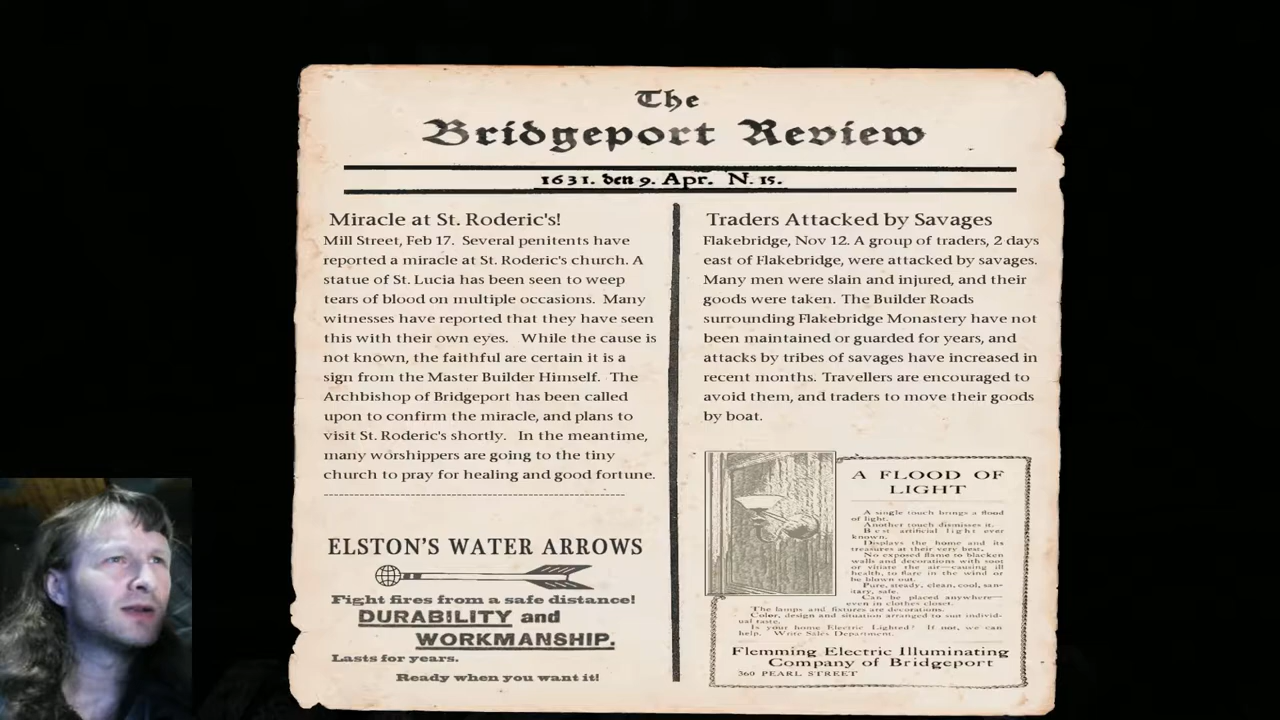 The
Bridgeport Review
1631. den 9. Apr. N. 15.
Miracle at St. Roderic's!
Mill Street, Feb 17. Several penitents have
reported a miracle at St. Roderic's church. A
statue of St. Lucia has been seen to weep
tears of blood on multiple occasions. Many
witnesses have reported that they have seen
this with their own eyes. While the cause is
not known, the faithful are certain it is a
sign from the Master Builder Himself. The
Archbishop of Bridgeport has been called
upon to confirm the miracle, and plans to
visit St. Roderic's shortly. In the meantime,
many worshippers are going to the tiny
church to pray for healing and good fortune.
ELSTON'S WATER ARROWS
Fight fires from a safe distance!
DURABILITY and
WORKMANSHIP.
Lasts for years.
Ready when you want it!
Traders Attacked by Savages
Flakebridge, Nov 12. A group of traders, 2 days
east of Flakebridge, were attacked by savages.
Many men were slain and injured, and their
goods were taken. The Builder Roads
surrounding Flakebridge Monastery have not
been maintained or guarded for years, and
attacks by tribes of savages have increased in
recent months. Travellers are encouraged to
avoid them, and traders to move their goods
by boat.
A FLOOD OF
LIGHT
A single touch brings a flood
of light.
Another touch dismisses it.
Best artificial light ever
known.
Displays the home and its
treasures at their very best.
No exposed flame to blacken
walls and decorations with soot
or vitiate the air—causing ill
health, to flare in the wind or
be blown out.
Pure, steady, clean, cool, san-
itary, safe.
Can be placed anywhere—
even in clothes closet.
The lamps and fixtures are decorations.
Color, design and situation arranged to suit individ-
ual taste.
Is your home Electric Lighted? If not, we can
help. Write Sales Department.
Flemming Electric Illuminating
Company of Bridgeport
360 PEARL STREET